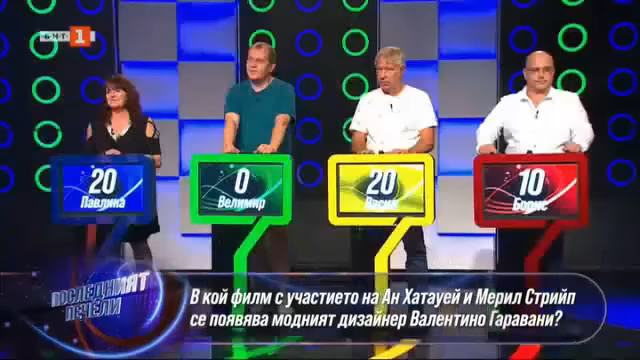 БНТ 1
20
Павлина
0
Велимир
20
Васил
10
Борис
ПОСЛЕДНИЯТ
ПЕЧЕЛИ
В кой филм с участието на Ан Хатауей и Мерил Стрийп
се появява модният дизайнер Валентино Гаравани?